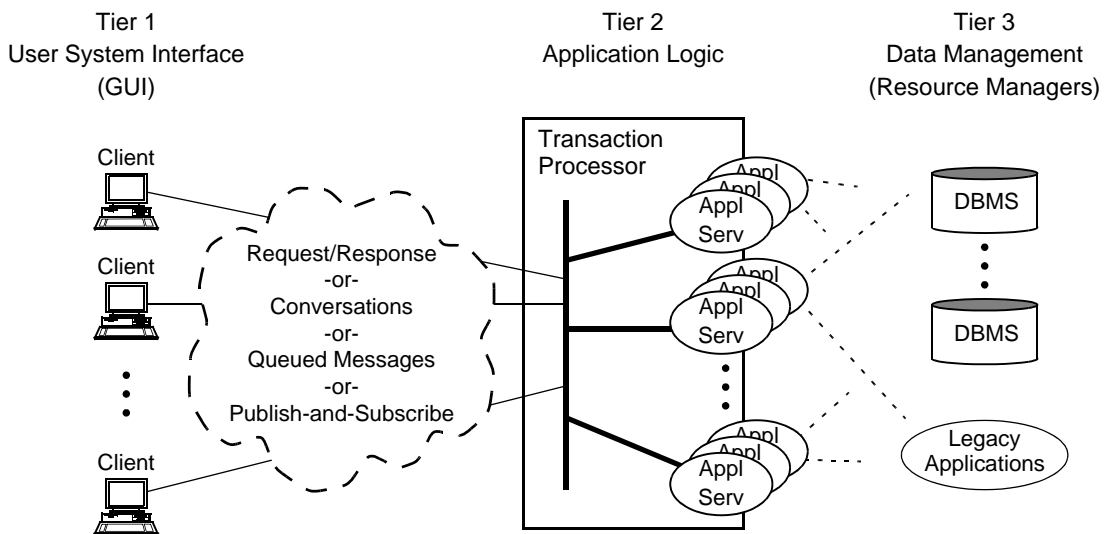 Tier 1
User System Interface
(GUI)
Tier 2
Application Logic
Tier 3
Data Management
(Resource Managers)
Client
Client
Client
Request/Response
-or-
Conversations
-or-
Queued Messages
-or-
Publish-and-Subscribe
Transaction
Processor
Appl
Appl
Appl
Serv
Appl
Appl
Appl
Serv
Appl
Appl
Appl
Serv
DBMS
DBMS
Legacy
Applications